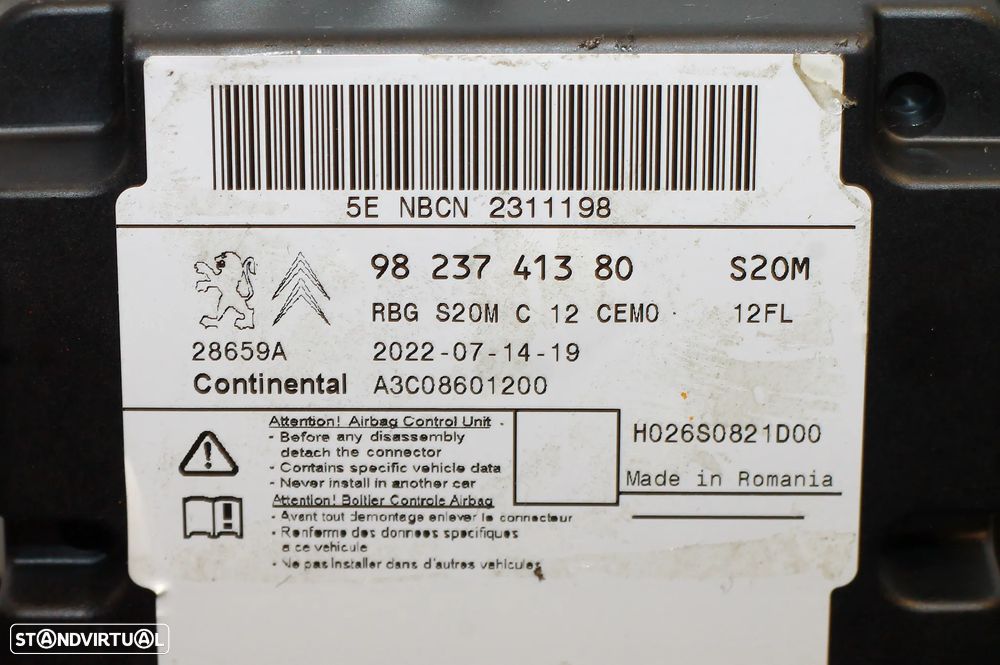 5E NBCN 2311198
98 237 413 80 S20M
RBG S20M C 12 CEMO 12FL
28659A 2022-07-14-19
Continental A3C08601200
Attention! Airbag Control Unit
- Before any disassembly
detach the connector
- Contains specific vehicle data
- Never install in another car
Attention! Boitier Controle Airbag
- Avant tout demontage enlever le connecteur
- Renferme des donnees specifiques
a ce vehicule
- Ne pas installer dans d'autres vehicules
H026S0821D00
Made in Romania
STANDVIRTUAL